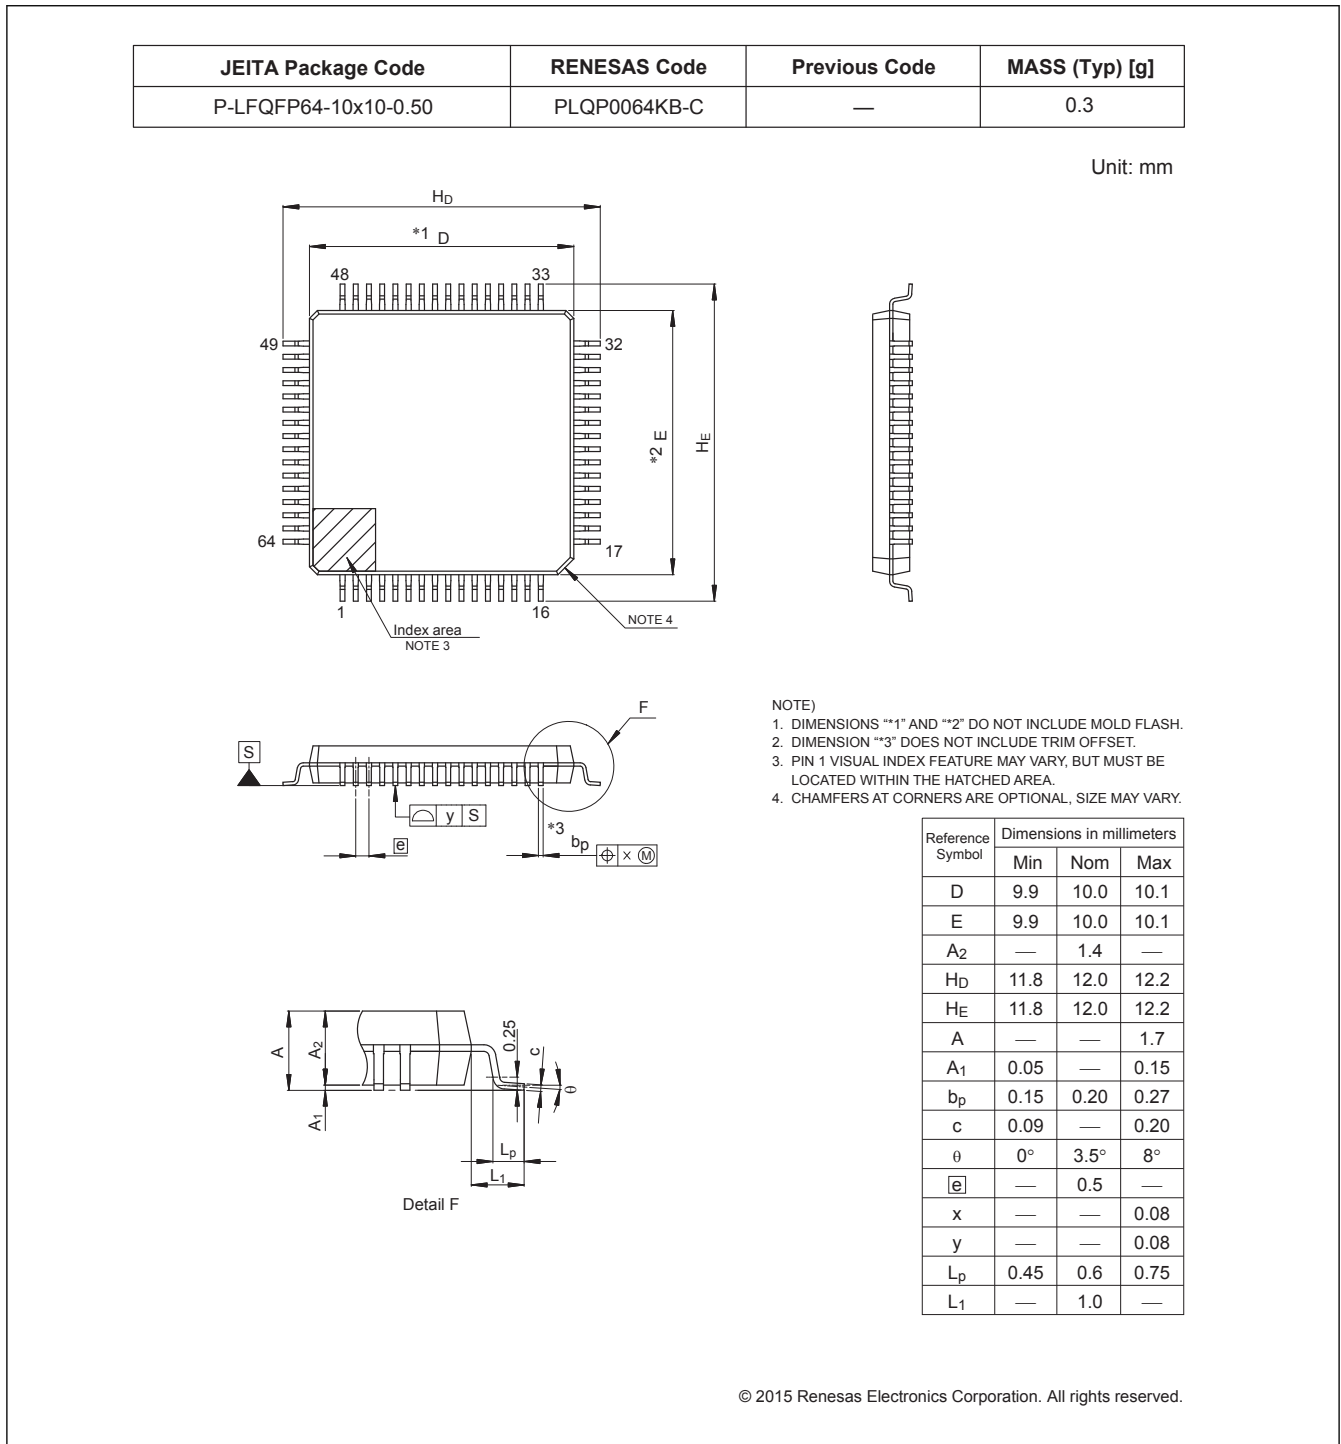 JEITA Package Code RENESAS Code Previous Code MASS (Typ) [g]
P-LFQFP64-10x10-0.50 PLQP0064KB-C — 0.3
Unit: mm
HD
*1 D
48 33
49 32
*2 E
HE
64 17
1 16
Index area
NOTE 3
NOTE 4
F
S
y S
e
*3
bp
× M
NOTE)
1. DIMENSIONS “*1” AND “*2” DO NOT INCLUDE MOLD FLASH.
2. DIMENSION “*3” DOES NOT INCLUDE TRIM OFFSET.
3. PIN 1 VISUAL INDEX FEATURE MAY VARY, BUT MUST BE
LOCATED WITHIN THE HATCHED AREA.
4. CHAMFERS AT CORNERS ARE OPTIONAL, SIZE MAY VARY.
A
A2
A1
0.25
c
θ
Lp
L1
Detail F
Reference Symbol Dimensions in millimeters
Min Nom Max
D 9.9 10.0 10.1
E 9.9 10.0 10.1
A2 — 1.4 —
HD 11.8 12.0 12.2
HE 11.8 12.0 12.2
A — — 1.7
A1 0.05 — 0.15
bp 0.15 0.20 0.27
c 0.09 — 0.20
θ 0° 3.5° 8°
e — 0.5 —
x — — 0.08
y — — 0.08
Lp 0.45 0.6 0.75
L1 — 1.0 —
© 2015 Renesas Electronics Corporation. All rights reserved.